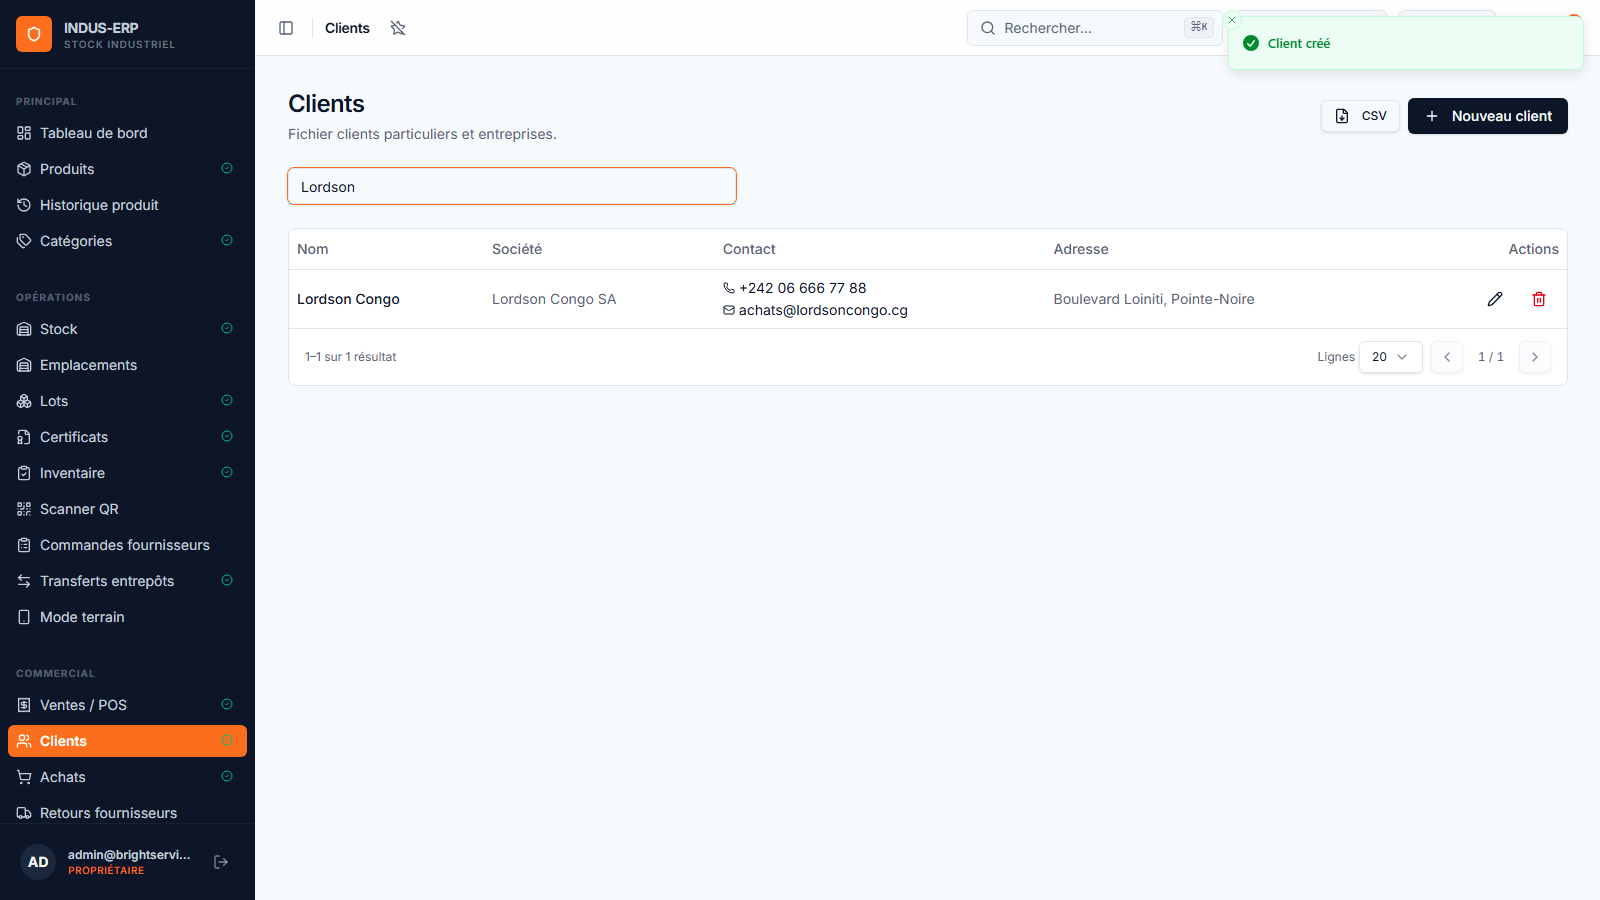 INDUS-ERP
STOCK INDUSTRIEL
PRINCIPAL
Tableau de bord
Produits
Historique produit
Catégories
OPÉRATIONS
Stock
Emplacements
Lots
Certificats
Inventaire
Scanner QR
Commandes fournisseurs
Transferts entrepôts
Mode terrain
COMMERCIAL
Ventes / POS
Clients
Achats
Retours fournisseurs
AD
admin@brightservi...
PROPRIÉTAIRE
Clients
Rechercher...
⌘K
Client créé
Clients
Fichier clients particuliers et entreprises.
CSV
Nouveau client
Lordson
Nom Société Contact Adresse Actions
Lordson Congo Lordson Congo SA +242 06 666 77 88 Boulevard Loiniti, Pointe-Noire
achats@lordsoncongo.cg
1–1 sur 1 résultat
Lignes 20 1 / 1